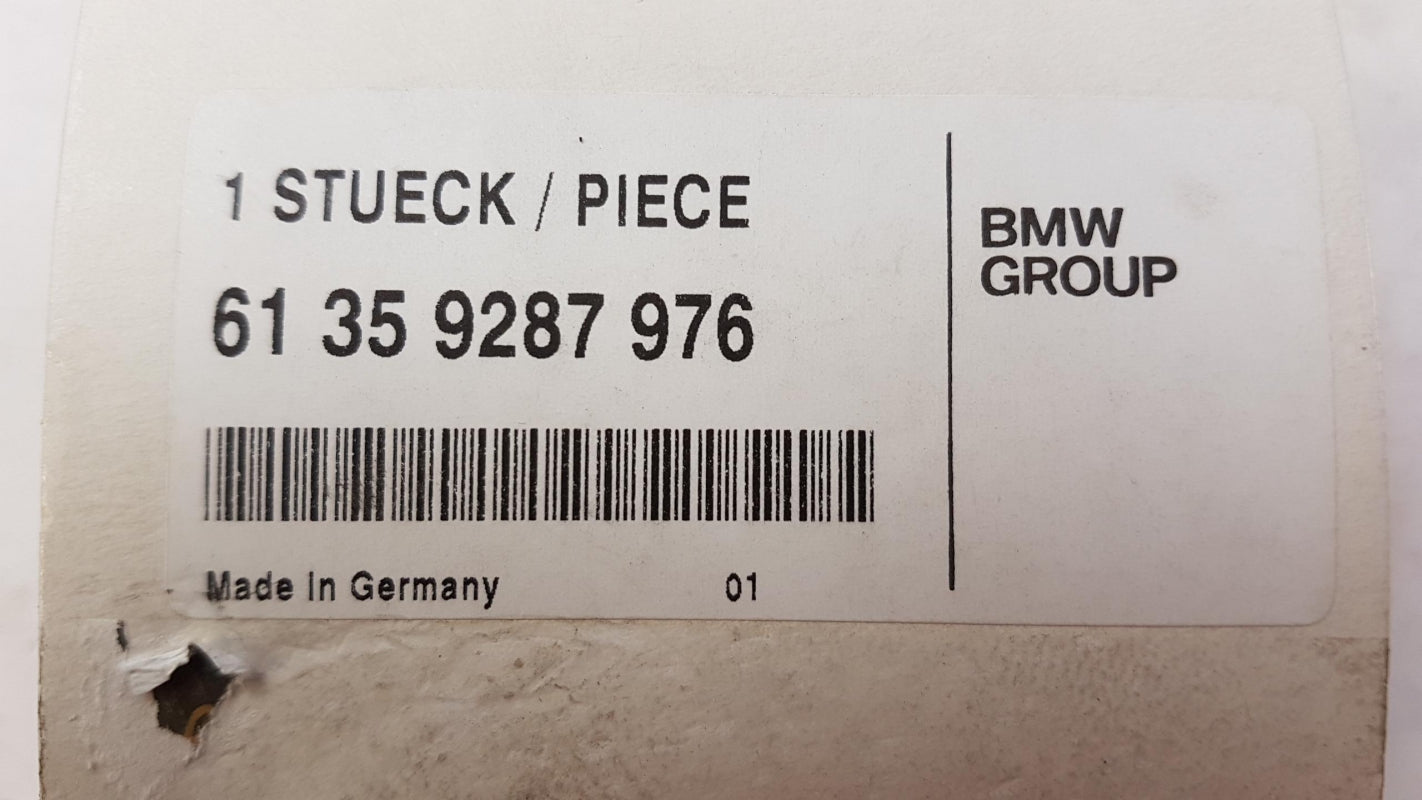 1 STUECK / PIECE
61 35 9287 976
Made In Germany 01
BMW
GROUP